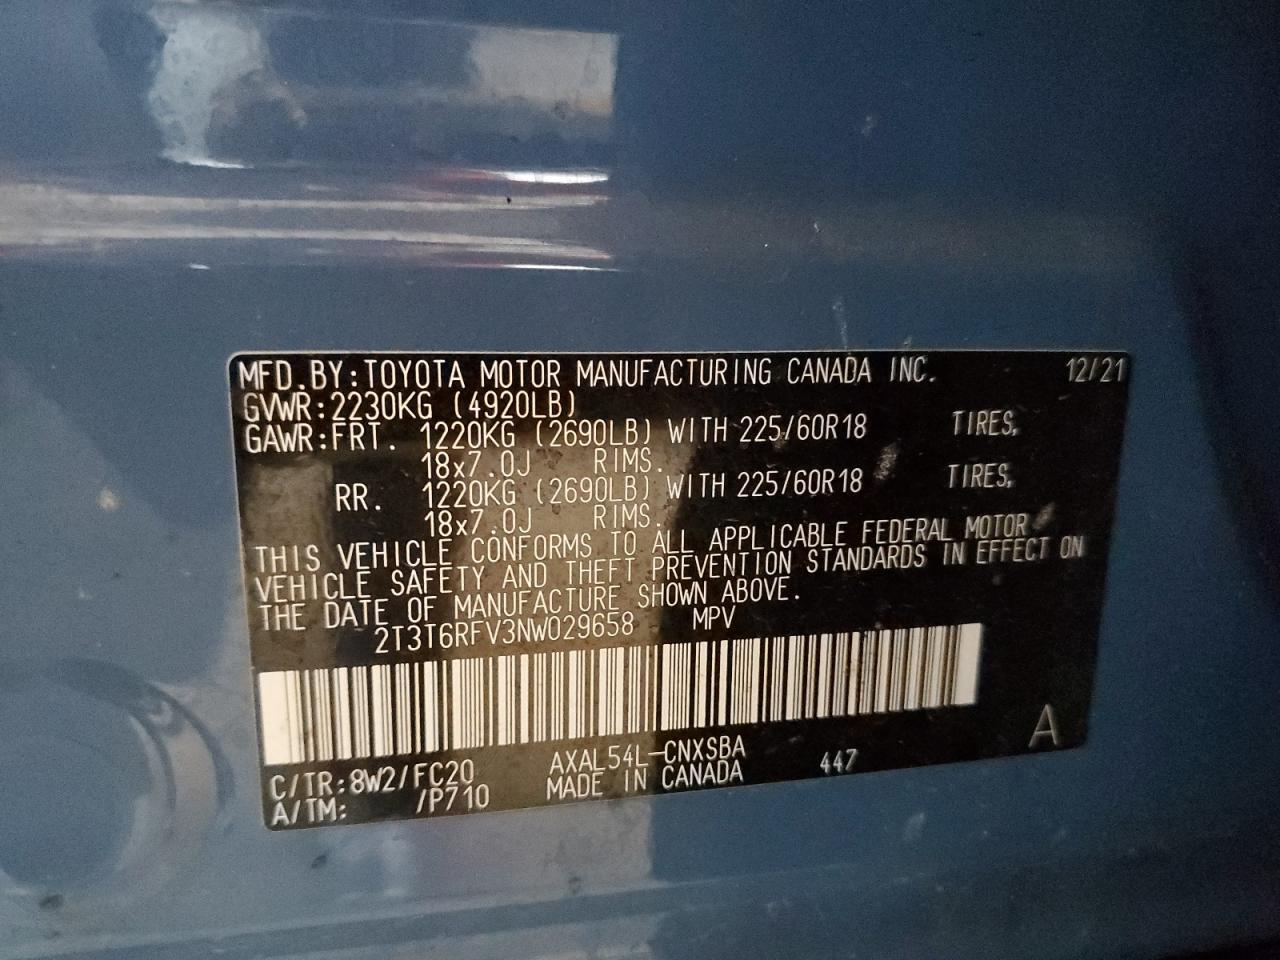 MFD.BY:TOYOTA MOTOR MANUFACTURING CANADA INC. 12/21
GVWR:2230KG (4920LB)
GAWR:FRT. 1220KG (2690LB) WITH 225/60R18 TIRES,
18x7.0J RIMS.
RR. 1220KG (2690LB) WITH 225/60R18 TIRES,
18x7.0J RIMS.
THIS VEHICLE CONFORMS TO ALL APPLICABLE FEDERAL MOTOR
VEHICLE SAFETY AND THEFT PREVENTION STANDARDS IN EFFECT ON
THE DATE OF MANUFACTURE SHOWN ABOVE.
2T3T6RFV3NW029658 MPV
C/TR:8W2/FC20 AXAL54L-CNXSBA 447 A
A/TM: /P710 MADE IN CANADA